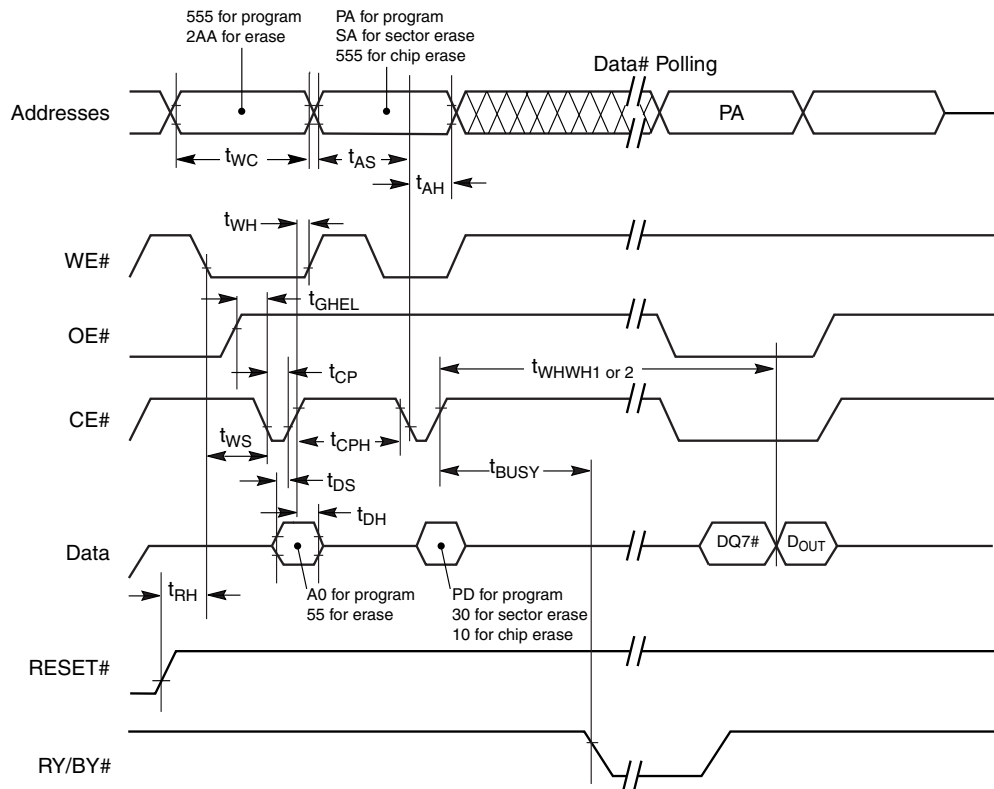 555 for program
2AA for erase
PA for program
SA for sector erase
555 for chip erase
Data# Polling
Addresses
PA
tWC
tAS
tAH
tWH
WE#
tGHEL
OE#
tCP
tWHWH1 or 2
CE#
tWS
tCPH
tBUSY
tDS
tDH
Data
DQ7#
DOUT
tRH
A0 for program
55 for erase
PD for program
30 for sector erase
10 for chip erase
RESET#
RY/BY#